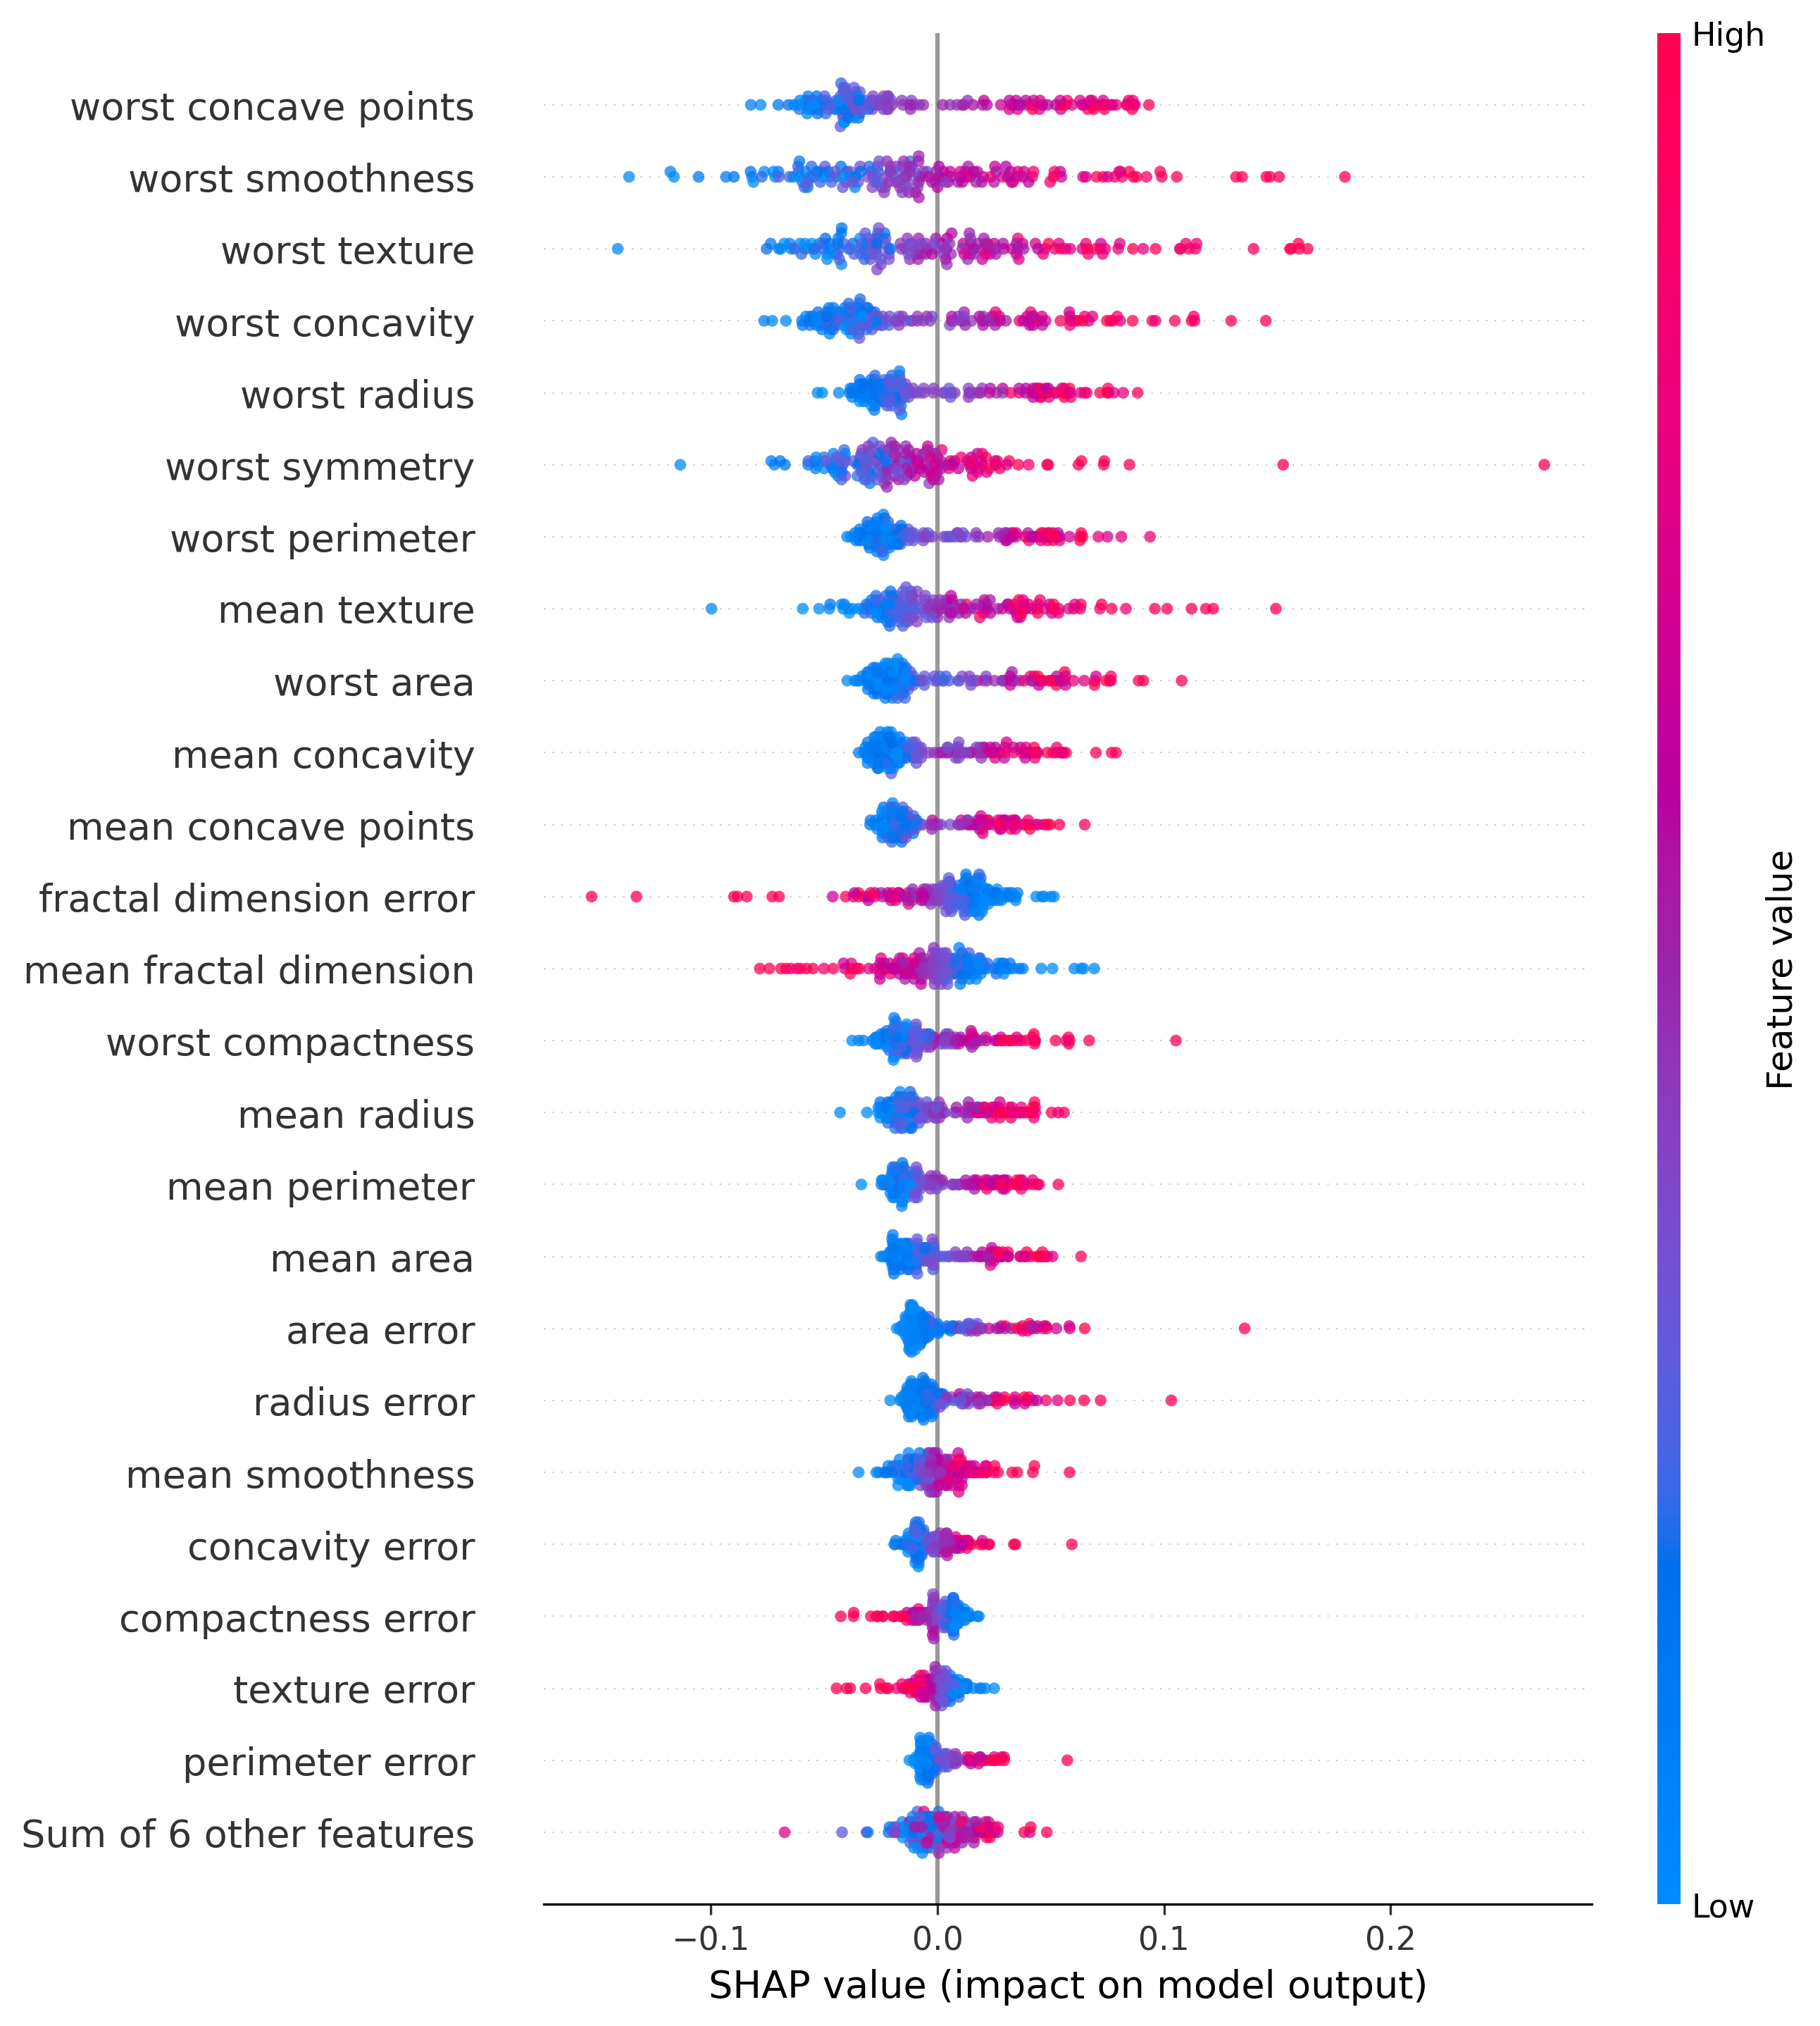 High
worst concave points
worst smoothness
worst texture
worst concavity
worst radius
worst symmetry
worst perimeter
mean texture
worst area
mean concavity
mean concave points
fractal dimension error
mean fractal dimension
worst compactness
mean radius
mean perimeter
mean area
area error
radius error
mean smoothness
concavity error
compactness error
texture error
perimeter error
Sum of 6 other features
Feature value
Low
−0.1 0.0 0.1 0.2
SHAP value (impact on model output)